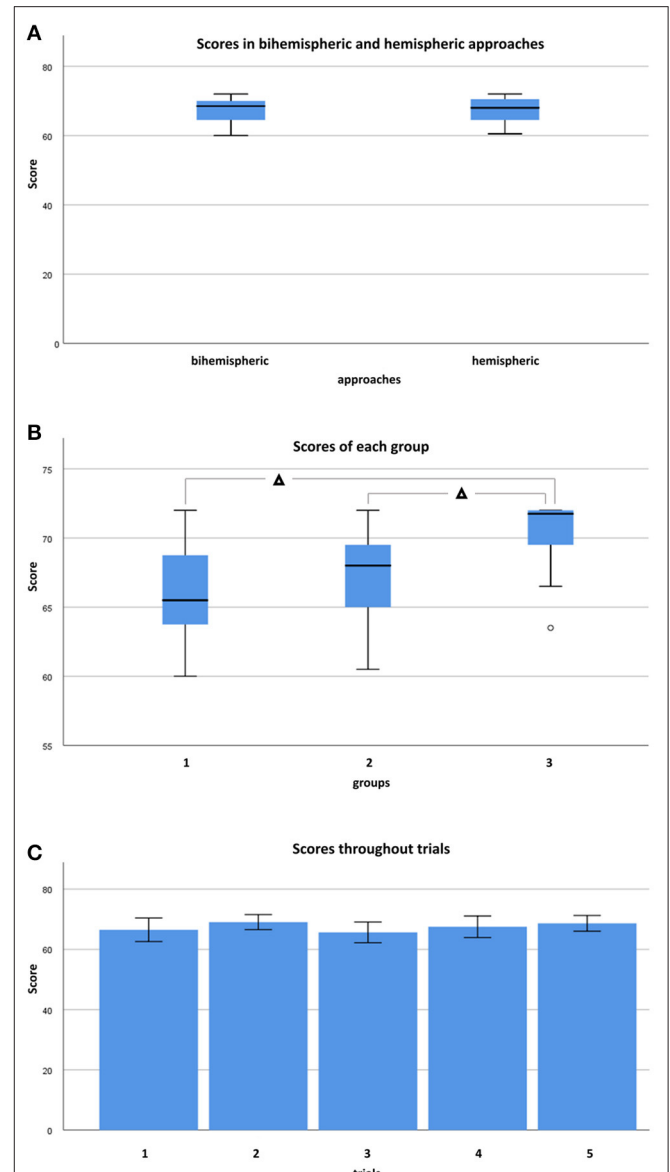 A
Scores in bihemispheric and hemispheric approaches
80
60
40
20
0
Score
bihemispheric
hemispheric
approaches
B
Scores of each group
75
70
65
60
55
Score
1
2
3
groups
C
Scores throughout trials
80
60
40
20
0
Score
1
2
3
4
5
trials